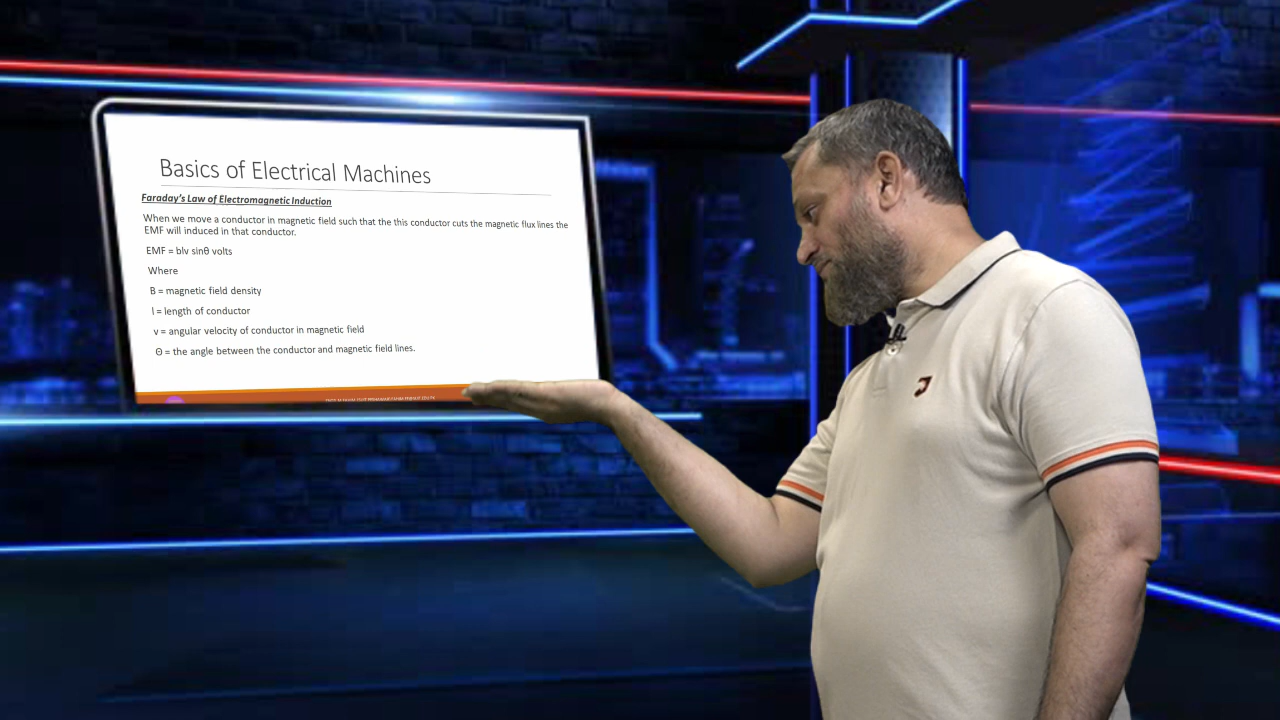 Basics of Electrical Machines
Faraday's Law of Electromagnetic Induction
When we move a conductor in magnetic field such that the this conductor cuts the magnetic flux lines the
EMF will induced in that conductor.
EMF = blv sinθ volts
Where
B = magnetic field density
l = length of conductor
v = angular velocity of conductor in magnetic field
Θ = the angle between the conductor and magnetic field lines.